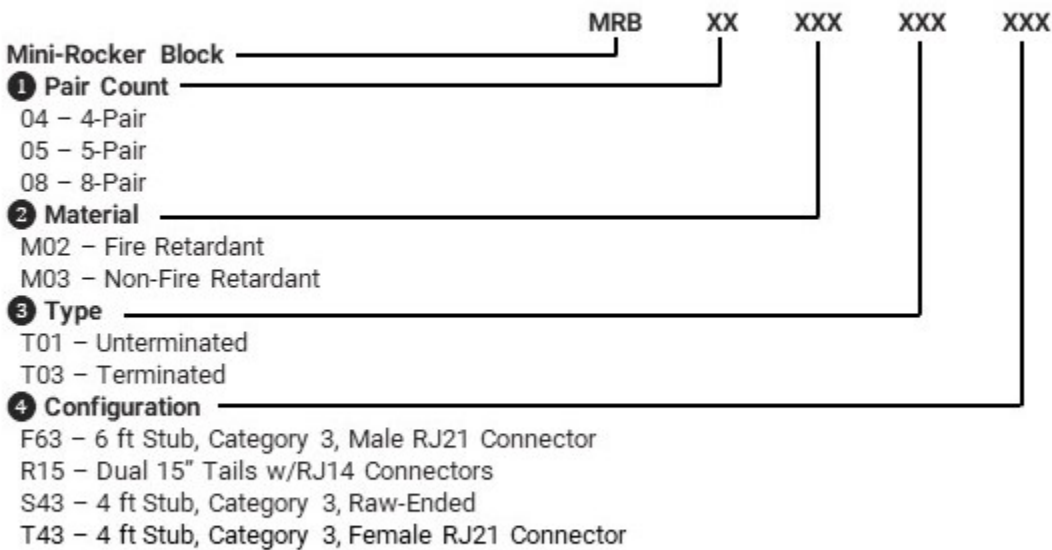 MRB XX XXX XXX XXX
Mini-Rocker Block
1 Pair Count
04 – 4-Pair
05 – 5-Pair
08 – 8-Pair
2 Material
M02 – Fire Retardant
M03 – Non-Fire Retardant
3 Type
T01 – Unterminated
T03 – Terminated
4 Configuration
F63 – 6 ft Stub, Category 3, Male RJ21 Connector
R15 – Dual 15” Tails w/RJ14 Connectors
S43 – 4 ft Stub, Category 3, Raw-Ended
T43 – 4 ft Stub, Category 3, Female RJ21 Connector